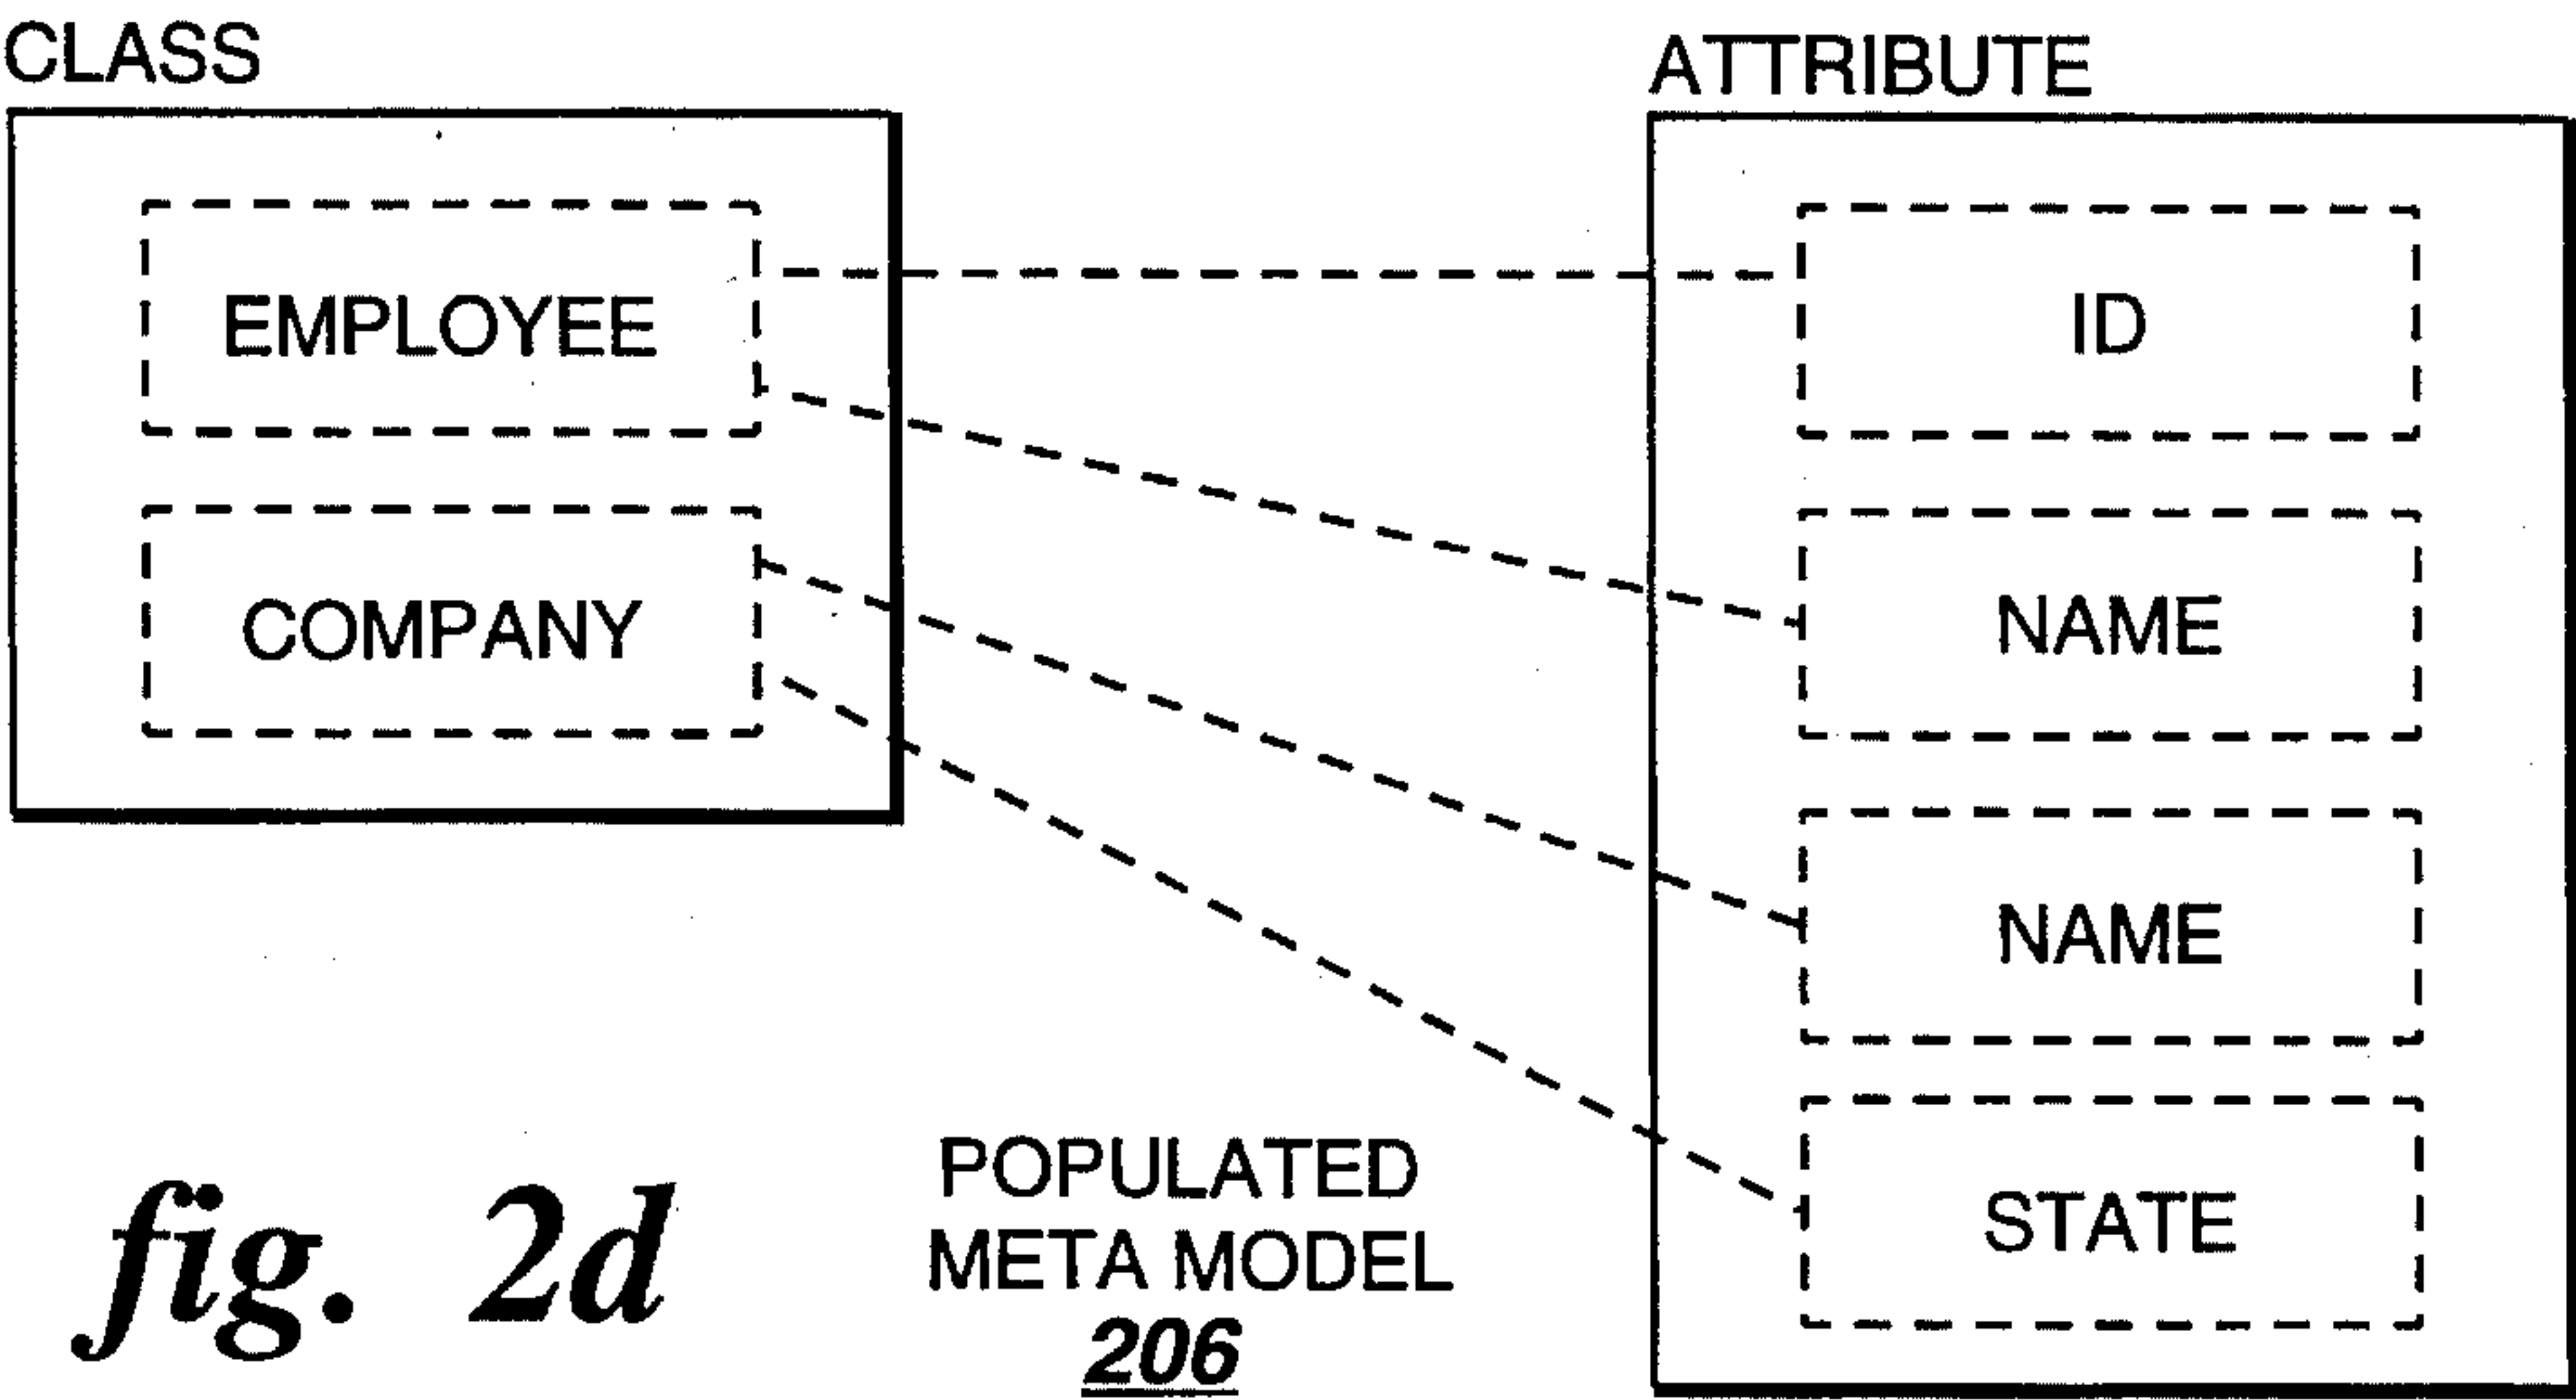 CLASS
ATTRIBUTE
EMPLOYEE
COMPANY
ID
NAME
NAME
STATE
POPULATED
META MODEL
206
fig. 2d